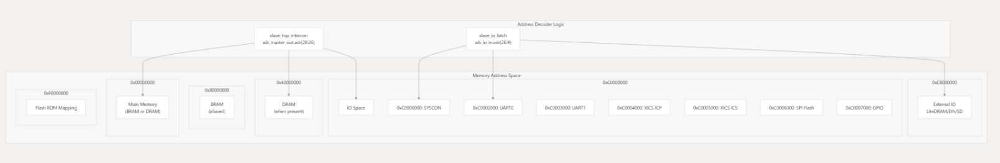 Address Decoder Logic
slave_top_intercon
wb_master_out.adr(28:26)
slave_io_latch
wb_io_in.adr(26:9)
Memory Address Space
0xF0000000
Flash ROM Mapping
0x00000000
Main Memory
(BRAM or DRAM)
0x80000000
BRAM
(aliased)
0x40000000
DRAM
(when present)
0xC0000000
IO Space
0xC0000000: SYSCON
0xC0002000: UART0
0xC0003000: UART1
0xC0004000: XICS ICP
0xC0005000: XICS ICS
0xC0006000: SPI Flash
0xC0007000: GPIO
0xC8000000
External IO
LiteDRAM/Eth/SD